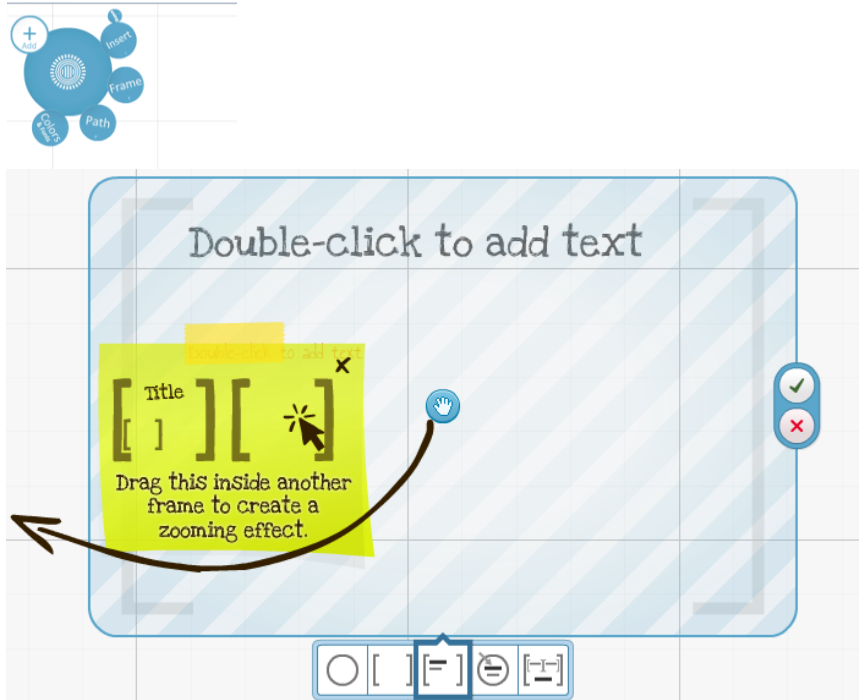 Add
Insert
Frame
Path
Colors
& Fonts
Double-click to add text
Double-click to add text
Title
Drag this inside another
frame to create a
zooming effect.